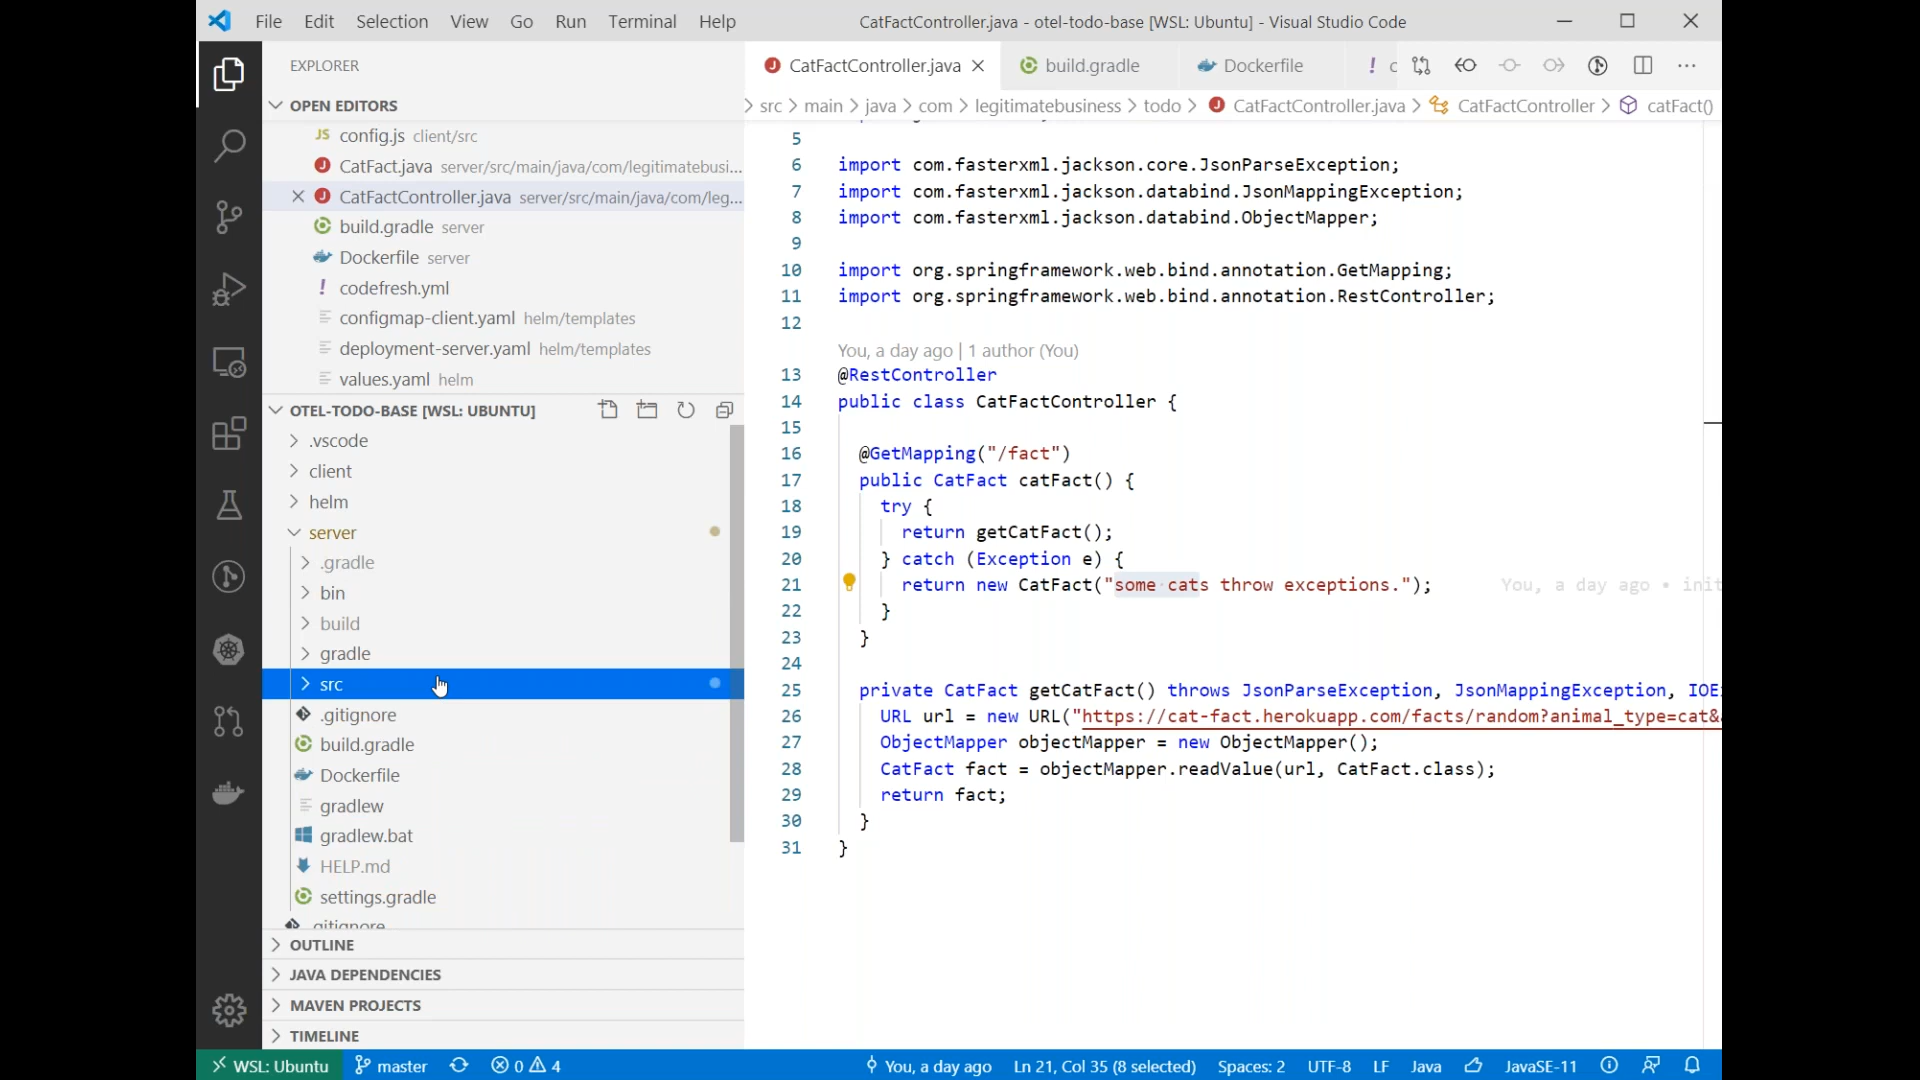 File Edit Selection View Go Run Terminal Help CatFactController.java - otel-todo-base [WSL: Ubuntu] - Visual Studio Code
EXPLORER
OPEN EDITORS
JS config.js client/src
J CatFact.java server/src/main/java/com/legitimatebusi...
J CatFactController.java server/src/main/java/com/leg...
build.gradle server
Dockerfile server
! codefresh.yml
configmap-client.yaml helm/templates
deployment-server.yaml helm/templates
values.yaml helm
OTEL-TODO-BASE [WSL: UBUNTU]
.vscode
client
helm
server
.gradle
bin
build
gradle
src
.gitignore
build.gradle
Dockerfile
gradlew
gradlew.bat
HELP.md
settings.gradle
.gitignore
OUTLINE
JAVA DEPENDENCIES
MAVEN PROJECTS
TIMELINE
J CatFactController.java build.gradle Dockerfile ! c
src > main > java > com > legitimatebusiness > todo > J CatFactController.java > CatFactController > catFact()
5
6 import com.fasterxml.jackson.core.JsonParseException;
7 import com.fasterxml.jackson.databind.JsonMappingException;
8 import com.fasterxml.jackson.databind.ObjectMapper;
9
10 import org.springframework.web.bind.annotation.GetMapping;
11 import org.springframework.web.bind.annotation.RestController;
12
You, a day ago | 1 author (You)
13 @RestController
14 public class CatFactController {
15
16 @GetMapping("/fact")
17 public CatFact catFact() {
18 try {
19 return getCatFact();
20 } catch (Exception e) {
21 return new CatFact("some cats throw exceptions."); You, a day ago • init
22 }
23 }
24
25 private CatFact getCatFact() throws JsonParseException, JsonMappingException, IOE
26 URL url = new URL("https://cat-fact.herokuapp.com/facts/random?animal_type=cat&
27 ObjectMapper objectMapper = new ObjectMapper();
28 CatFact fact = objectMapper.readValue(url, CatFact.class);
29 return fact;
30 }
31 }
WSL: Ubuntu master 0 4 You, a day ago Ln 21, Col 35 (8 selected) Spaces: 2 UTF-8 LF Java JavaSE-11